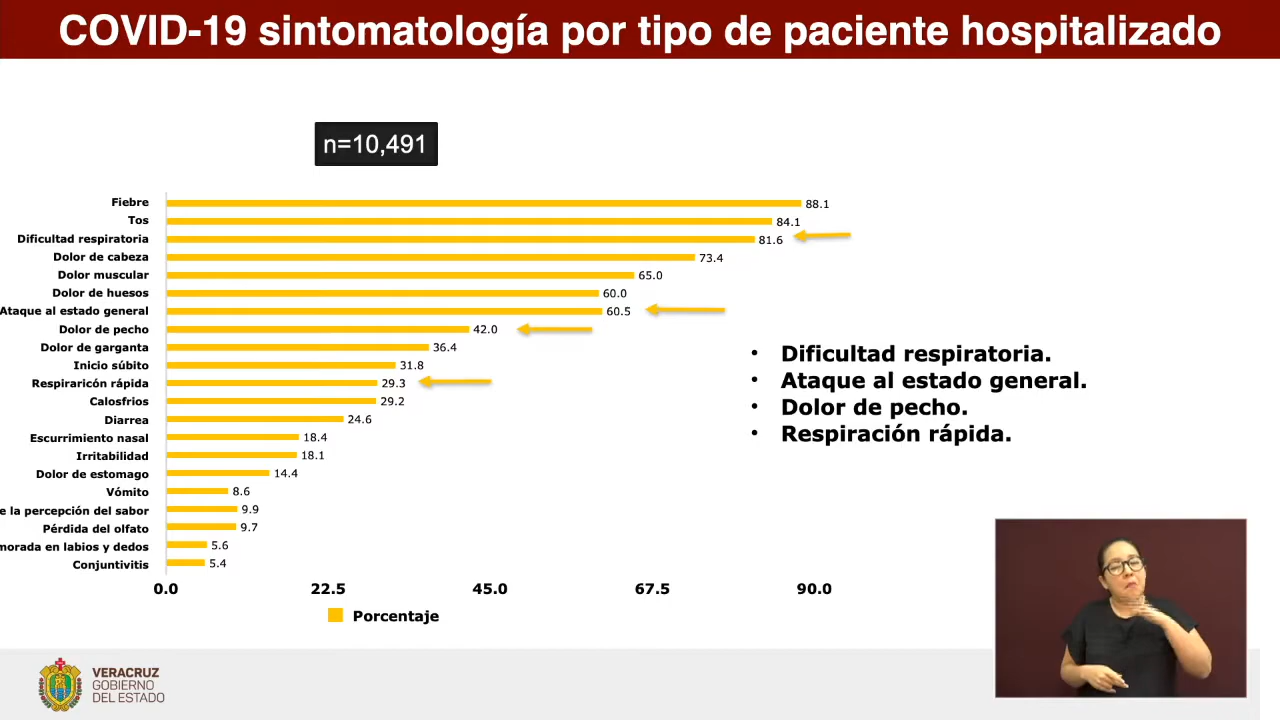 COVID-19 sintomatología por tipo de paciente hospitalizado
n=10,491
Fiebre 88.1
Tos 84.1
Dificultad respiratoria 81.6
Dolor de cabeza 73.4
Dolor muscular 65.0
Dolor de huesos 60.0
Ataque al estado general 60.5
Dolor de pecho 42.0
Dolor de garganta 36.4
Inicio súbito 31.8
Respiraricón rápida 29.3
Calosfrios 29.2
Diarrea 24.6
Escurrimiento nasal 18.4
Irritabilidad 18.1
Dolor de estomago 14.4
Vómito 8.6
e la percepción del sabor 9.9
Pérdida del olfato 9.7
morada en labios y dedos 5.6
Conjuntivitis 5.4
0.0 22.5 45.0 67.5 90.0
Porcentaje
• Dificultad respiratoria.
• Ataque al estado general.
• Dolor de pecho.
• Respiración rápida.
VERACRUZ
GOBIERNO
DEL ESTADO